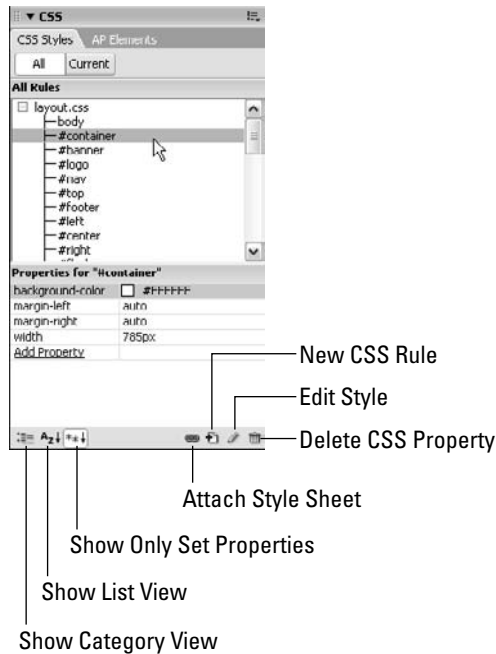 CSS
CSS Styles AP Elements
All Current
All Rules
layout.css
body
#container
#banner
#logo
#nav
#top
#footer
#left
#center
#right
Properties for "#container"
background-color #FFFFFF
margin-left auto
margin-right auto
width 785px
Add Property
New CSS Rule
Edit Style
Delete CSS Property
Attach Style Sheet
Show Only Set Properties
Show List View
Show Category View